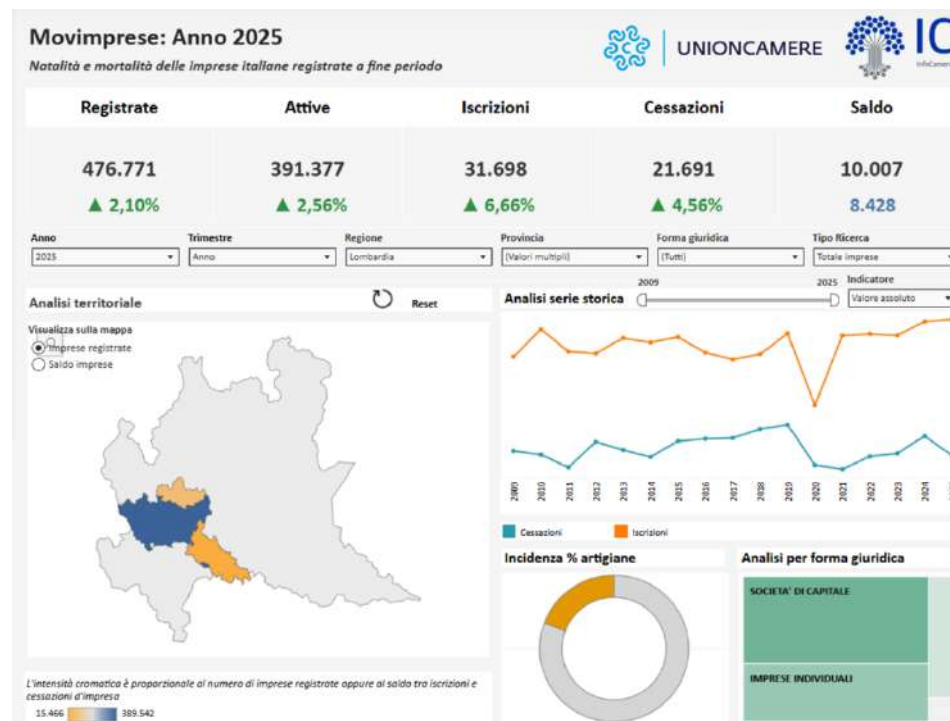 Movimprese: Anno 2025
Natalità e mortalità delle imprese italiane registrate a fine periodo
UNIONCAMERE
IC
InfoCamere
Registrate Attive Iscrizioni Cessazioni Saldo
476.771 391.377 31.698 21.691 10.007
▲ 2,10% ▲ 2,56% ▲ 6,66% ▲ 4,56% 8.428
Anno Trimestre Regione Provincia Forma giuridica Tipo Ricerca
2025 Anno Lombardia (Valori multipli) (Tutti) Totale imprese
Analisi territoriale
Reset
Analisi serie storica
2009 2025
Indicatore
Valore assoluto
Visualizza sulla mappa
Imprese registrate
Saldo imprese
2009 2010 2011 2012 2013 2014 2015 2016 2017 2018 2019 2020 2021 2022 2023 2024
Cessazioni Iscrizioni
Incidenza % artigiane
Analisi per forma giuridica
SOCIETA' DI CAPITALE
IMPRESE INDIVIDUALI
L'intensità cromatica è proporzionale al numero di imprese registrate oppure al saldo tra iscrizioni e
cessazioni d'impresa
15.466 389.542